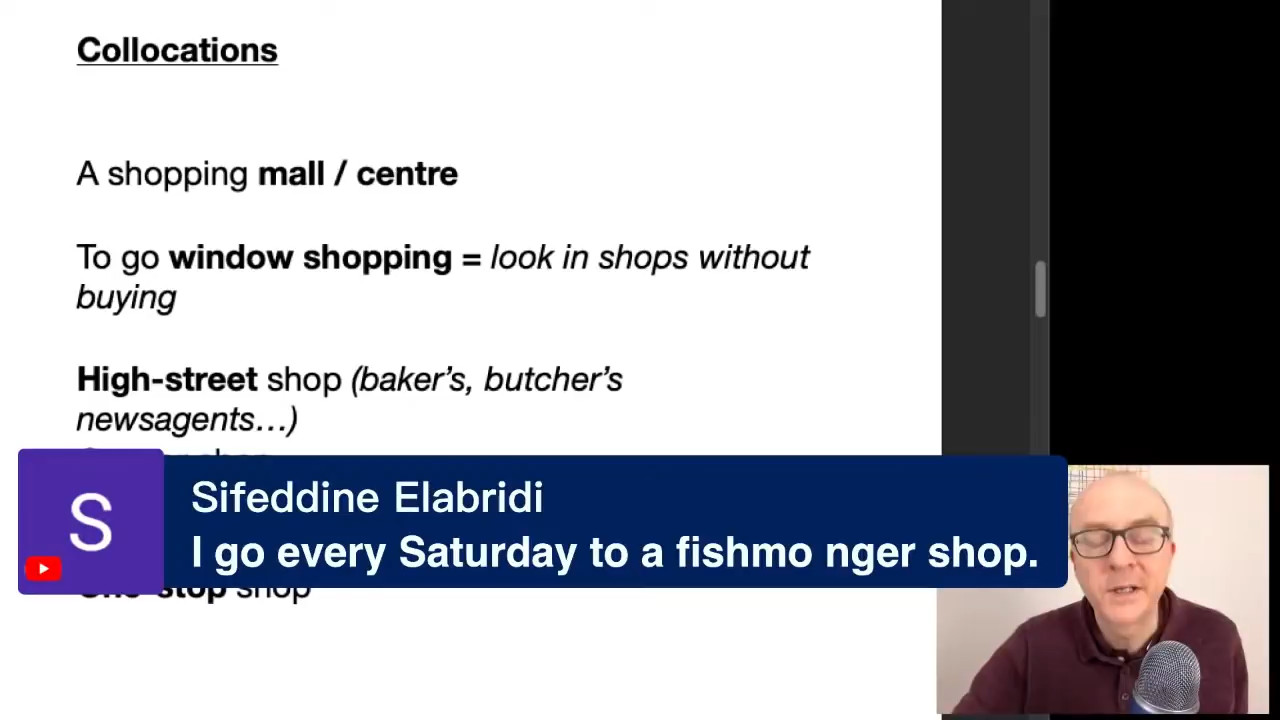 Collocations
A shopping mall / centre
To go window shopping = look in shops without
buying
High-street shop (baker’s, butcher’s
newsagents…)
S
Sifeddine Elabridi
I go every Saturday to a fishmo nger shop.
shop